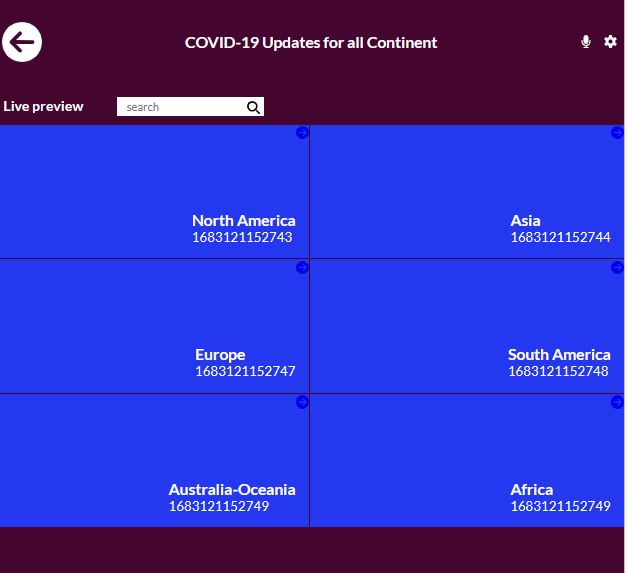 COVID-19 Updates for all Continent
Live preview
search
North America
1683121152743
Asia
1683121152744
Europe
1683121152747
South America
1683121152748
Australia-Oceania
1683121152749
Africa
1683121152749